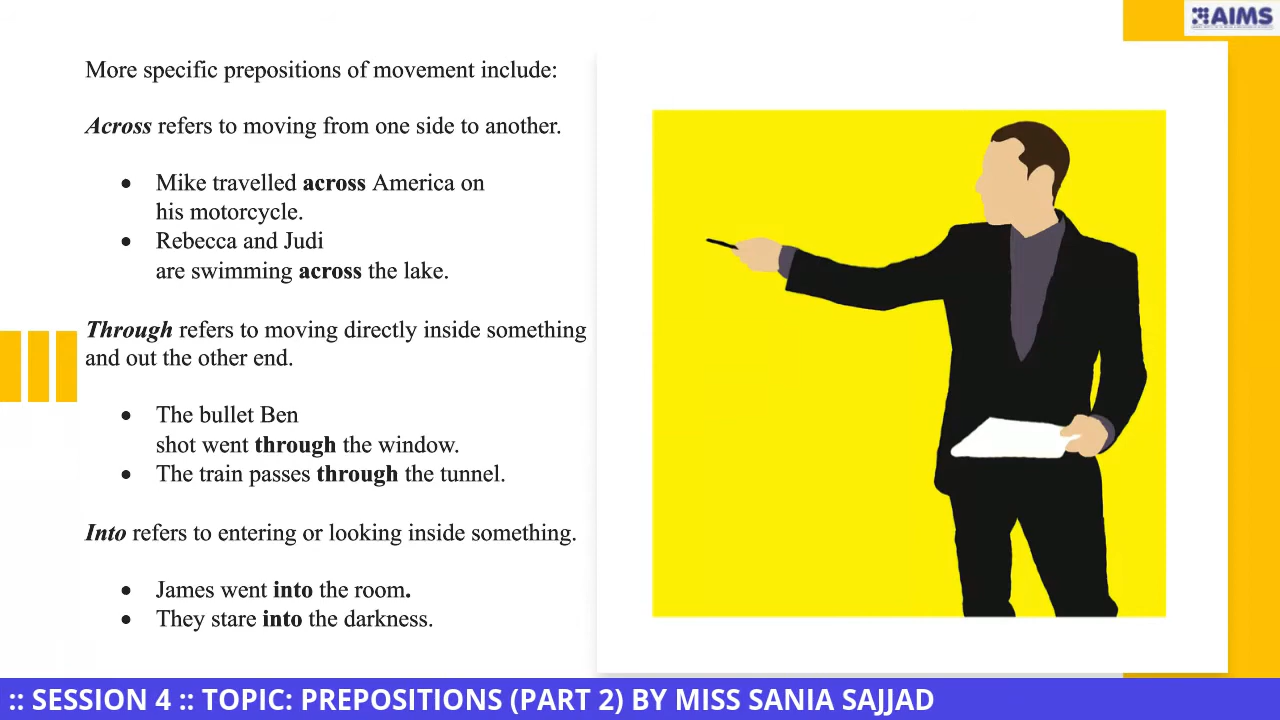 AIMS
More specific prepositions of movement include:
Across refers to moving from one side to another.
• Mike travelled across America on
his motorcycle.
• Rebecca and Judi
are swimming across the lake.
Through refers to moving directly inside something
and out the other end.
• The bullet Ben
shot went through the window.
• The train passes through the tunnel.
Into refers to entering or looking inside something.
• James went into the room.
• They stare into the darkness.
:: SESSION 4 :: TOPIC: PREPOSITIONS (PART 2) BY MISS SANIA SAJJAD